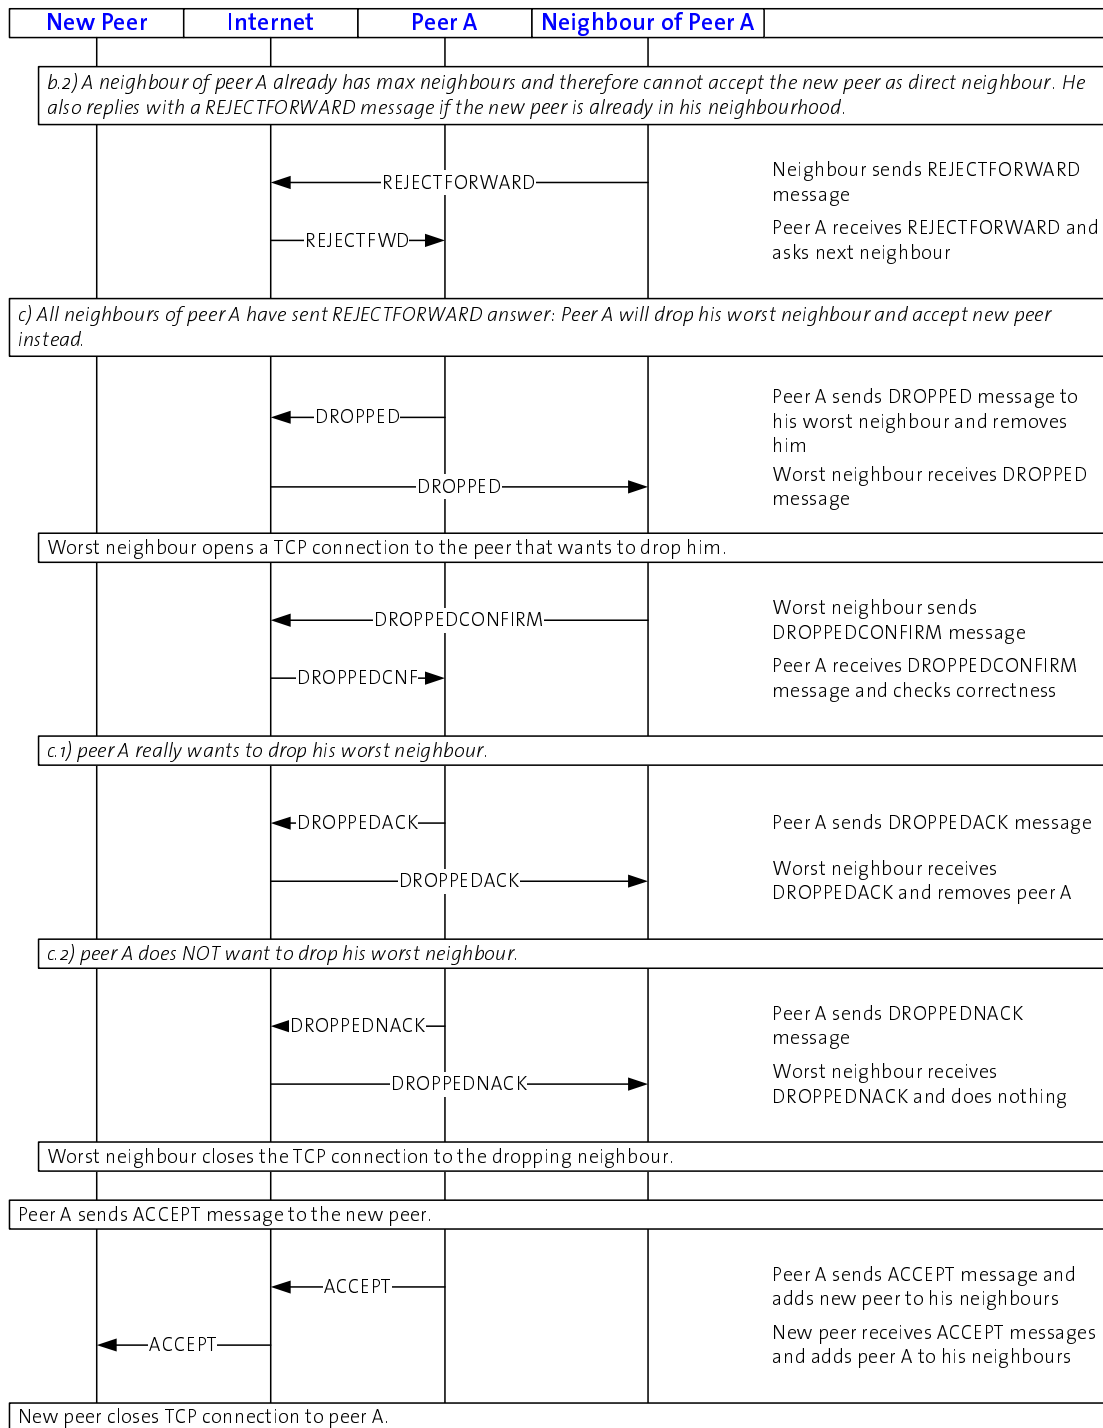 New Peer Internet Peer A Neighbour of Peer A
b.2) A neighbour of peer A already has max neighbours and therefore cannot accept the new peer as direct neighbour. He
also replies with a REJECTFORWARD message if the new peer is already in his neighbourhood.
REJECTFORWARD
Neighbour sends REJECTFORWARD
message
REJECTFWD
Peer A receives REJECTFORWARD and
asks next neighbour
c) All neighbours of peer A have sent REJECTFORWARD answer: Peer A will drop his worst neighbour and accept new peer
instead.
DROPPED
Peer A sends DROPPED message to
his worst neighbour and removes
him
DROPPED
Worst neighbour receives DROPPED
message
Worst neighbour opens a TCP connection to the peer that wants to drop him.
DROPPEDCONFIRM
Worst neighbour sends
DROPPEDCONFIRM message
DROPPEDCNF
Peer A receives DROPPEDCONFIRM
message and checks correctness
c.1) peer A really wants to drop his worst neighbour.
DROPPEDACK
Peer A sends DROPPEDACK message
DROPPEDACK
Worst neighbour receives
DROPPEDACK and removes peer A
c.2) peer A does NOT want to drop his worst neighbour.
DROPPEDNACK
Peer A sends DROPPEDNACK
message
DROPPEDNACK
Worst neighbour receives
DROPPEDNACK and does nothing
Worst neighbour closes the TCP connection to the dropping neighbour.
Peer A sends ACCEPT message to the new peer.
ACCEPT
Peer A sends ACCEPT message and
adds new peer to his neighbours
ACCEPT
New peer receives ACCEPT messages
and adds peer A to his neighbours
New peer closes TCP connection to peer A.